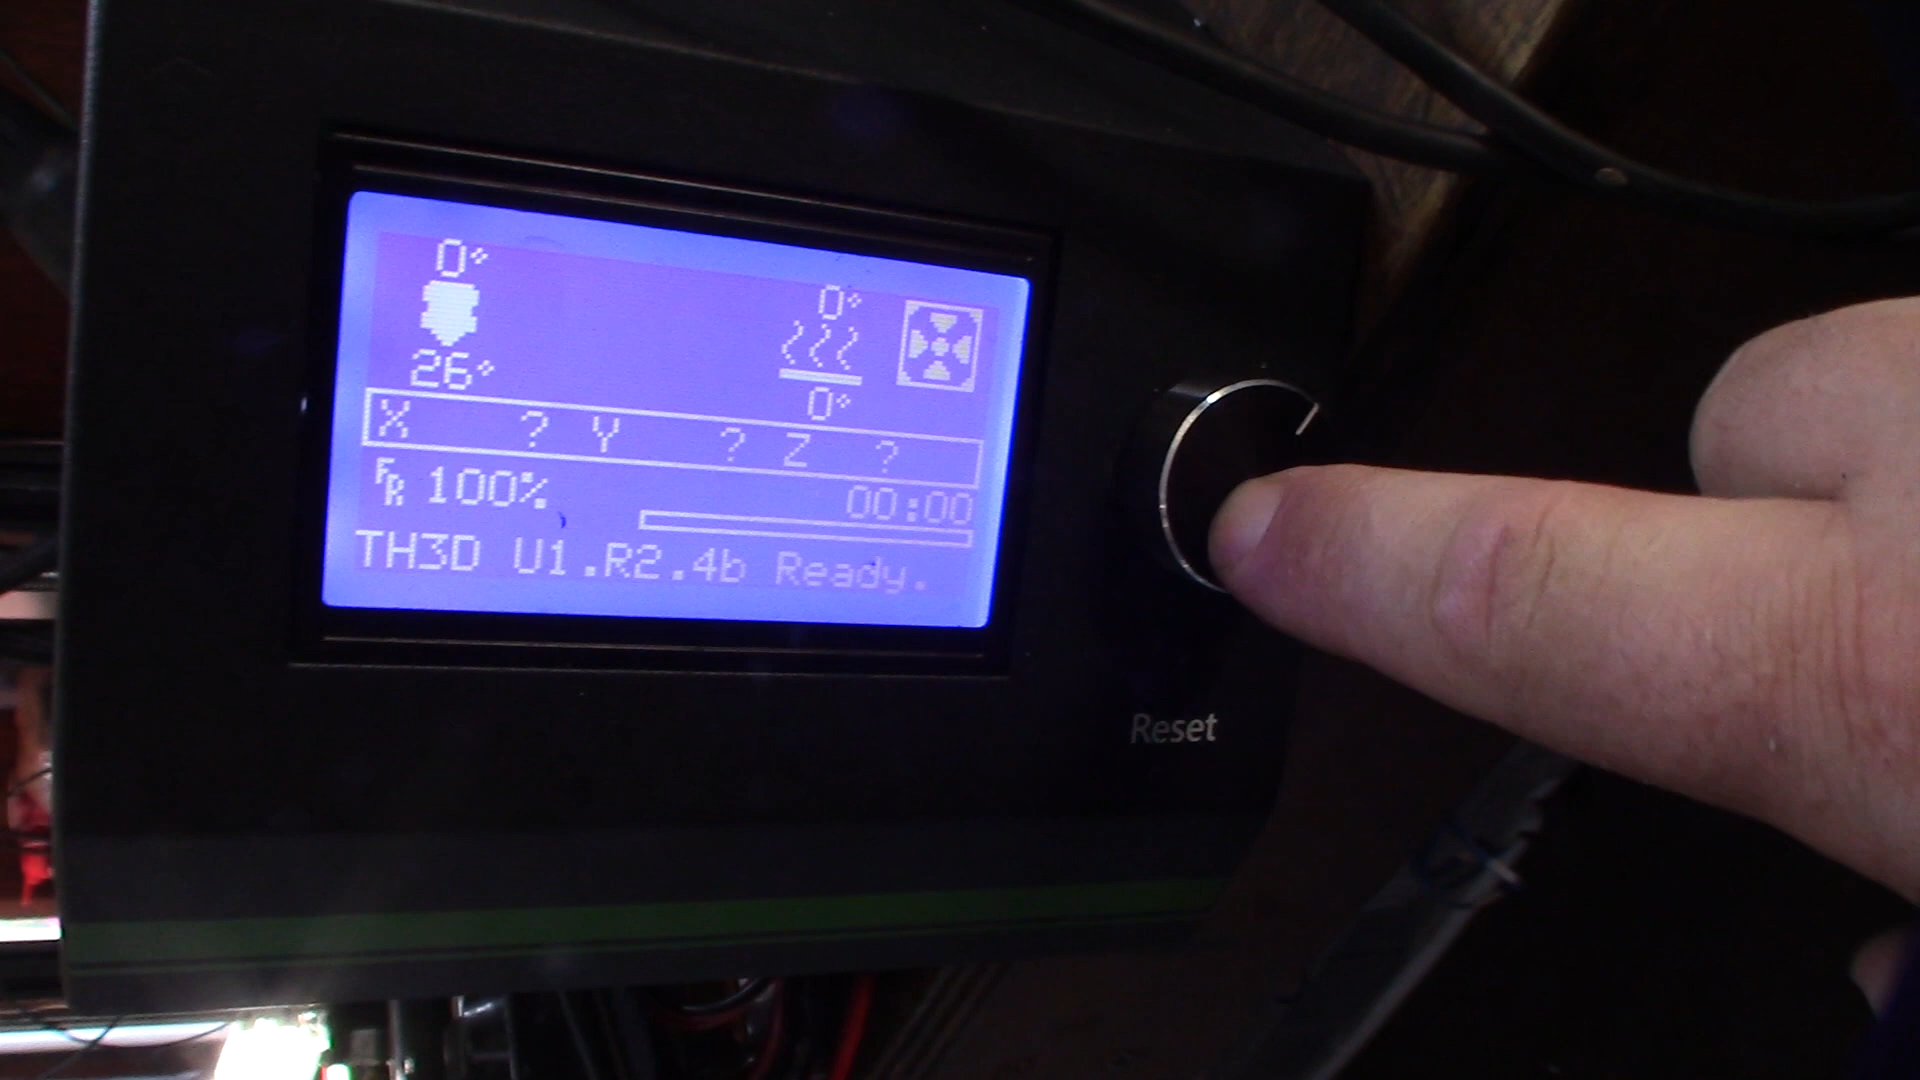 0° 0°
26° 0°
X ? Y ? Z ?
FR 100% 00:00
TH3D U1.R2.4b Ready.
Reset